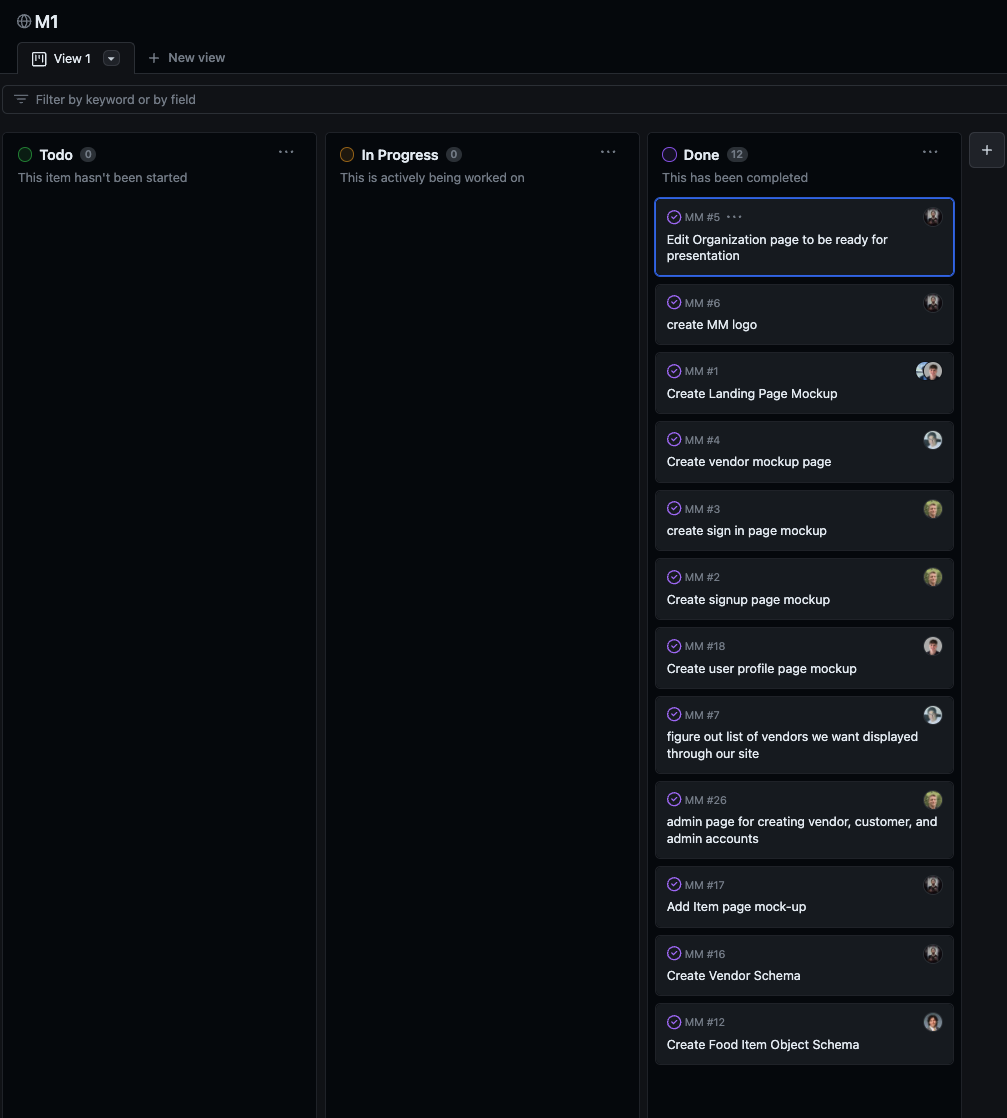 M1
View 1
New view
Filter by keyword or by field
Todo 0
This item hasn't been started
In Progress 0
This is actively being worked on
Done 12
This has been completed
MM #5
Edit Organization page to be ready for
presentation
MM #6
create MM logo
MM #1
Create Landing Page Mockup
MM #4
Create vendor mockup page
MM #3
create sign in page mockup
MM #2
Create signup page mockup
MM #18
Create user profile page mockup
MM #7
figure out list of vendors we want displayed
through our site
MM #26
admin page for creating vendor, customer, and
admin accounts
MM #17
Add Item page mock-up
MM #16
Create Vendor Schema
MM #12
Create Food Item Object Schema